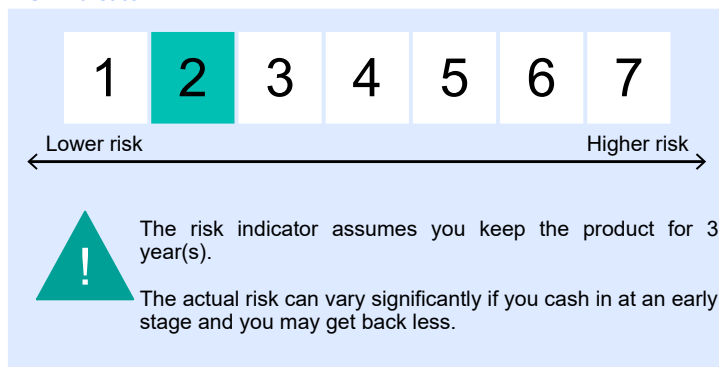 1 2 3 4 5 6 7
Lower risk Higher risk
!
The risk indicator assumes you keep the product for 3
year(s).
The actual risk can vary significantly if you cash in at an early
stage and you may get back less.